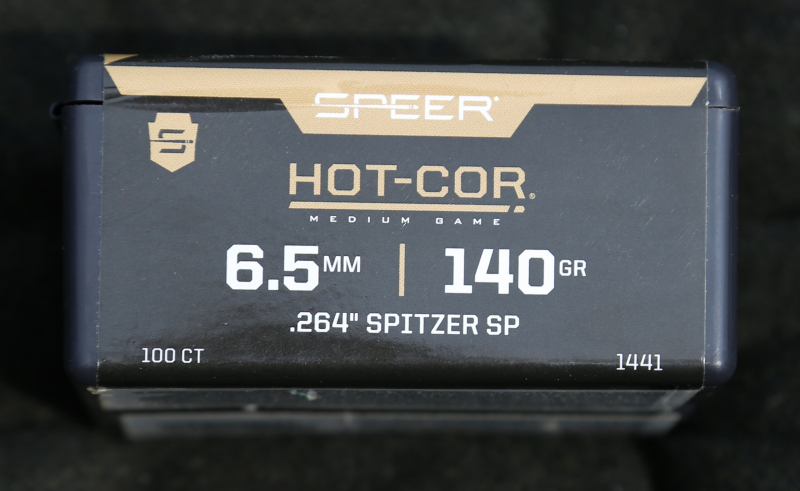 SPEER
S
HOT-COR®
MEDIUM GAME
6.5MM | 140GR
.264" SPITZER SP
100 CT
1441